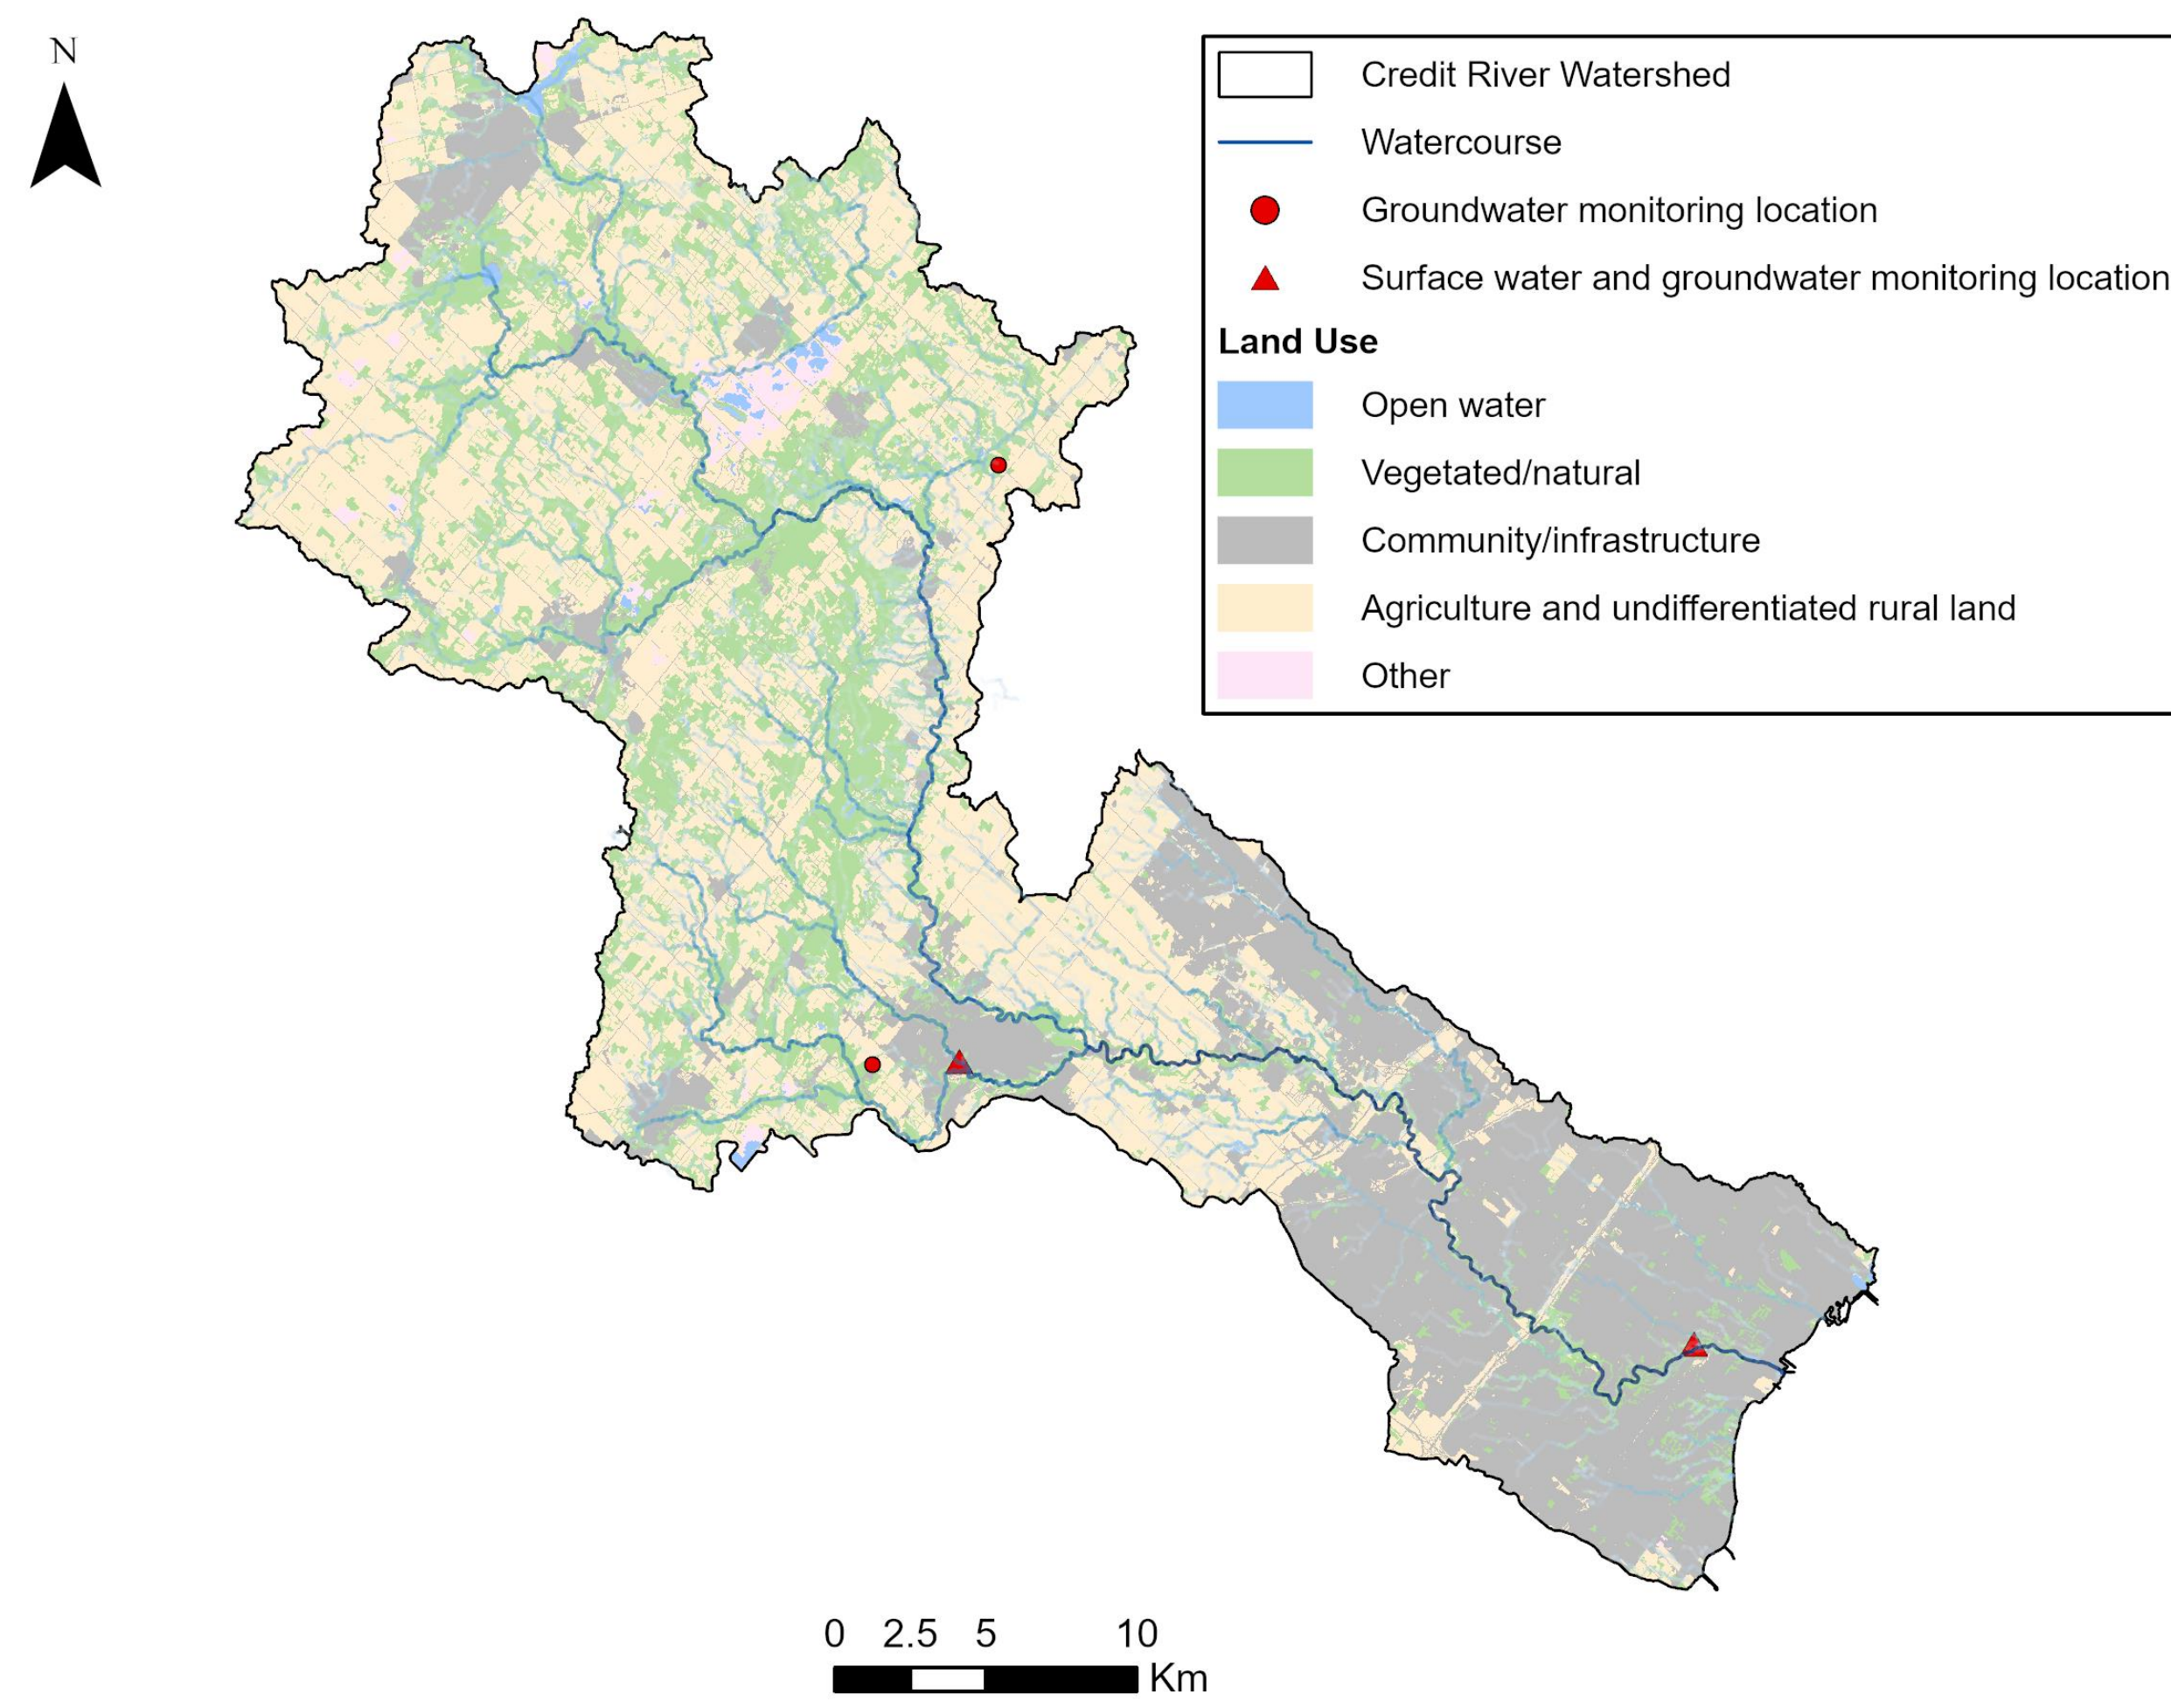 N
Credit River Watershed
Watercourse
Groundwater monitoring location
Surface water and groundwater monitoring location
Land Use
Open water
Vegetated/natural
Community/infrastructure
Agriculture and undifferentiated rural land
Other
0 2.5 5 10
Km